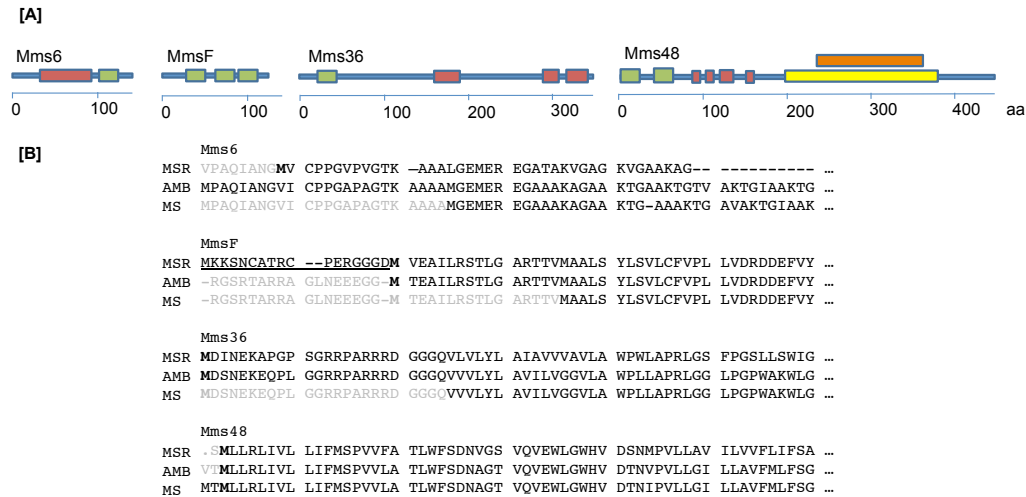 [A]
Mms6 MmsF Mms36 Mms48
0 100 0 100 0 100 200 300 0 100 200 300 400 aa
[B]
Mms6
MSR VPAQIANGMV CPPGVPVGTK –AAALGEMER EGATAKVGAG KVGAAKAG-- ---------- …
AMB MPAQIANGVI CPPGAPAGTK AAAAMGEMER EGAAAKAGAA KTGAAKTGTV AKTGIAAKTG …
MS MPAQIANGVI CPPGAPAGTK AAAAMGEMER EGAAAKAGAA KTG-AAAKTG AVAKTGIAAK …
MmsF
MSR MKKSNCATRC --PERGGGDM VEAILRSTLG ARTTVMAALS YLSVLCFVPL LVDRDDEFVY …
AMB -RGSRTARRA GLNEEEGG-M TEAILRSTLG ARTTVMAALS YLSVLCFVPL LVDRDDEFVY …
MS -RGSRTARRA GLNEEEGG-M TEAILRSTLG ARTTVMAALS YLSVLCFVPL LVDRDDEFVY …
Mms36
MSR MDINEKAPGP SGRRPARRRD GGGQVLVLYL AIAVVVAVLA WPWLAPRLGS FPGSLLSWIG …
AMB MDSNEKEQPL GGRRPARRRD GGGQVVVLYL AVILVGGVLA WPLLAPRLGG LPGPWAKWLG …
MS MDSNEKEQPL GGRRPARRRD GGGQVVVLYL AVILVGGVLA WPLLAPRLGG LPGPWAKWLG …
Mms48
MSR .SMLLRLIVL LIFMSPVVFA TLWFSDNVGS VQVEWLGWHV DSNMPVLLAV ILVVFLIFSA …
AMB VTMLLRLIVL LIFMSPVVLA TLWFSDNAGT VQVEWLGWHV DTNVPVLLGI LLAVFMLFSG …
MS MTMLLRLIVL LIFMSPVVLA TLWFSDNAGT VQVEWLGWHV DTNIPVLLGI LLAVFLLFSG …